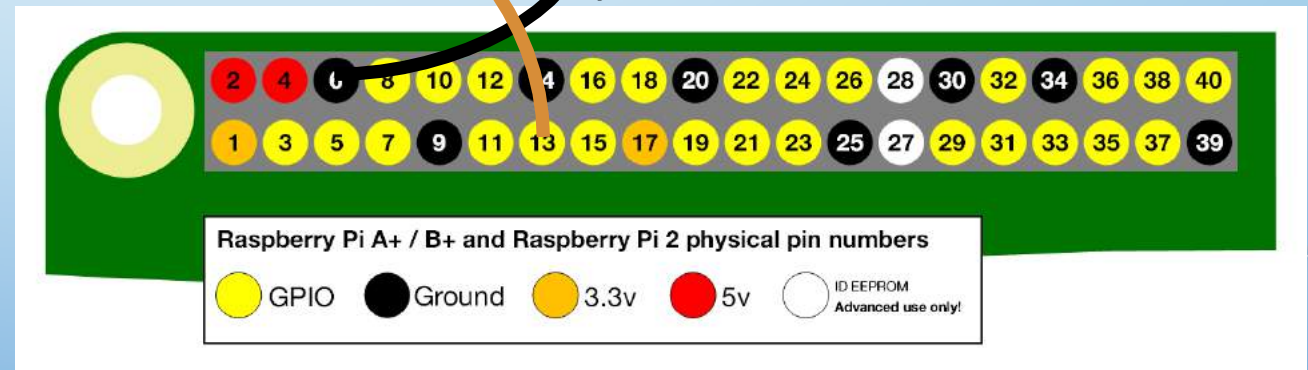 2 4 6 8 10 12 14 16 18 20 22 24 26 28 30 32 34 36 38 40
1 3 5 7 9 11 13 15 17 19 21 23 25 27 29 31 33 35 37 39
Raspberry Pi A+ / B+ and Raspberry Pi 2 physical pin numbers
GPIO Ground 3.3v 5v ID EEPROM
Advanced use only!